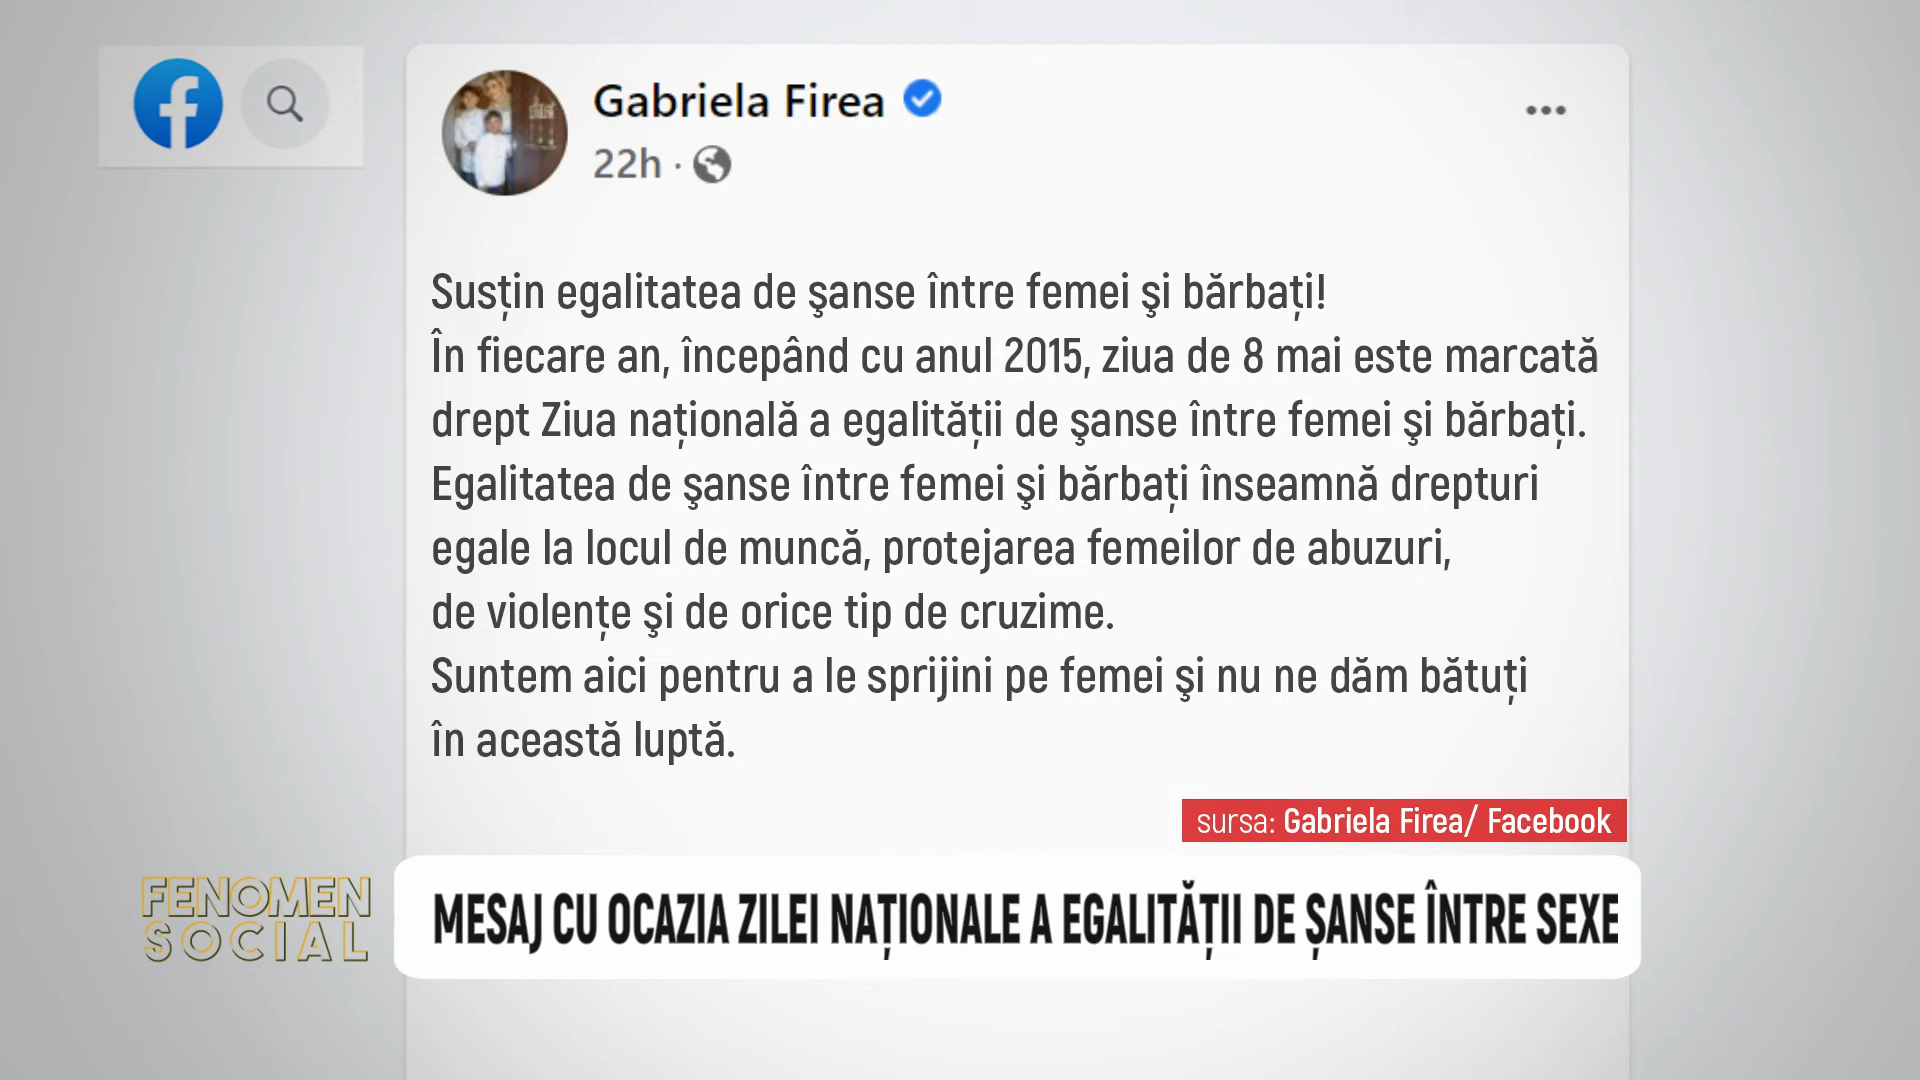 Gabriela Firea
22h ·
Susțin egalitatea de şanse între femei şi bărbați!
În fiecare an, începând cu anul 2015, ziua de 8 mai este marcată
drept Ziua națională a egalității de şanse între femei şi bărbați.
Egalitatea de şanse între femei şi bărbați înseamnă drepturi
egale la locul de muncă, protejarea femeilor de abuzuri,
de violențe şi de orice tip de cruzime.
Suntem aici pentru a le sprijini pe femei şi nu ne dăm bătuți
în această luptă.
sursa: Gabriela Firea/ Facebook
FENOMEN
SOCIAL
MESAJ CU OCAZIA ZILEI NAȚIONALE A EGALITĂȚII DE ȘANSE ÎNTRE SEXE